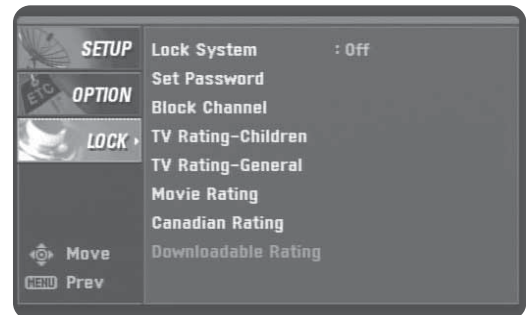 SETUP
ETC
OPTION
LOCK
Lock System : Off
Set Password
Block Channel
TV Rating-Children
TV Rating-General
Movie Rating
Canadian Rating
Downloadable Rating
Move
MENU Prev